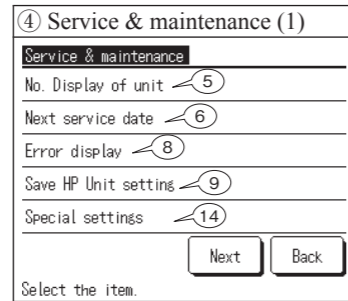 ④ Service & maintenance (1)
Service & maintenance
No. Display of unit ⑤
Next service date ⑥
Error display ⑧
Save HP Unit setting ⑨
Special settings ⑭
Next Back
Select the item.